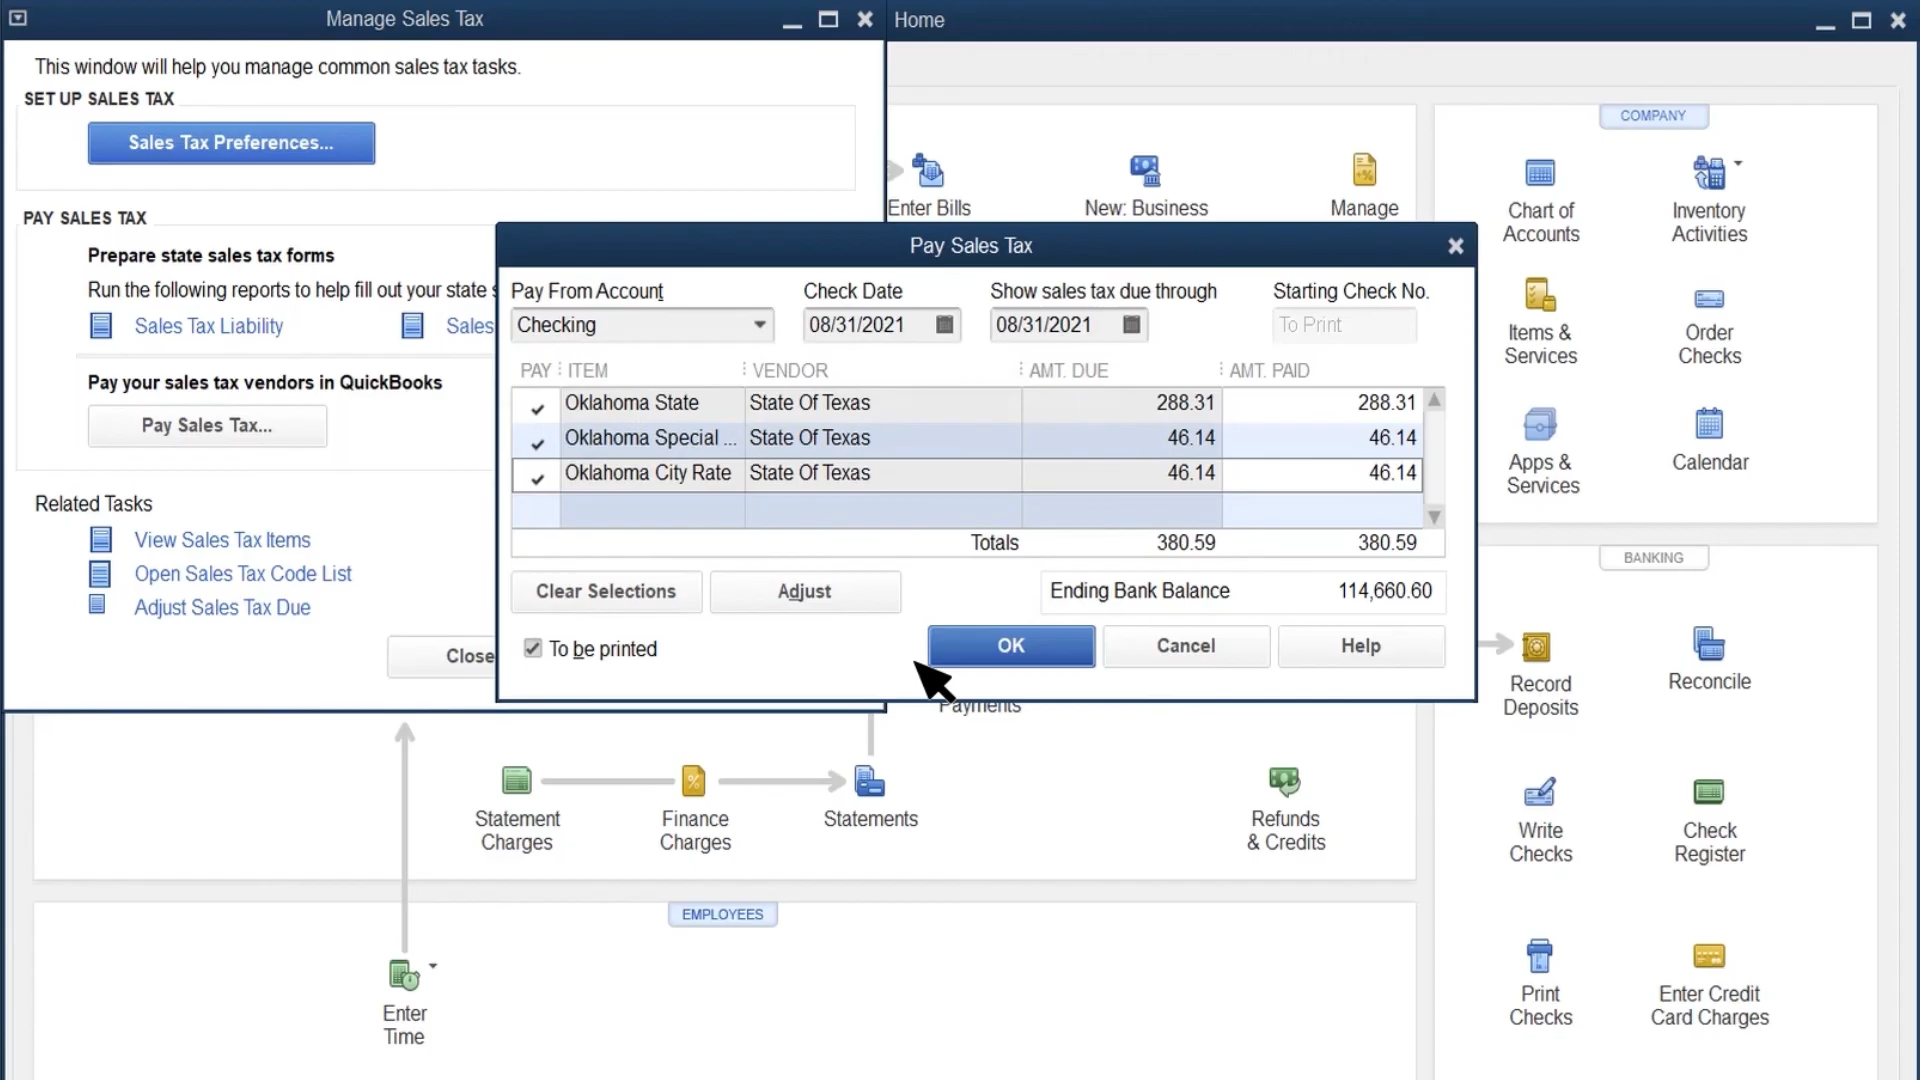 Manage Sales Tax
Home
This window will help you manage common sales tax tasks.
SET UP SALES TAX
Sales Tax Preferences...
PAY SALES TAX
Prepare state sales tax forms
Run the following reports to help fill out your state s
Sales Tax Liability
Sales
Pay your sales tax vendors in QuickBooks
Pay Sales Tax...
Related Tasks
View Sales Tax Items
Open Sales Tax Code List
Adjust Sales Tax Due
Close
Enter Bills
New: Business
Manage
Pay Sales Tax
Pay From Account
Check Date
Show sales tax due through
Starting Check No.
Checking
08/31/2021
08/31/2021
To Print
PAY ITEM VENDOR AMT. DUE AMT. PAID
Oklahoma State State Of Texas 288.31 288.31
Oklahoma Special ... State Of Texas 46.14 46.14
Oklahoma City Rate State Of Texas 46.14 46.14
Totals 380.59 380.59
Clear Selections
Adjust
Ending Bank Balance 114,660.60
To be printed
OK
Cancel
Help
Payments
Statement
Charges
Finance
Charges
Statements
Refunds
& Credits
EMPLOYEES
Enter
Time
COMPANY
Chart of
Accounts
Inventory
Activities
Items &
Services
Order
Checks
Apps &
Services
Calendar
BANKING
Record
Deposits
Reconcile
Write
Checks
Check
Register
Print
Checks
Enter Credit
Card Charges